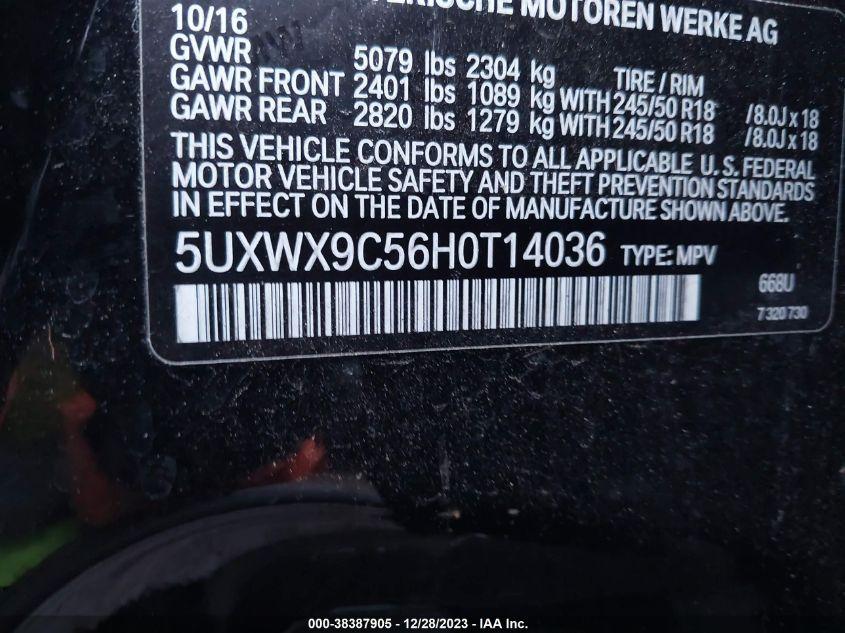 MOTOREN WERKE AG
10/16
GVWR 5079 lbs 2304 kg TIRE / RIM
GAWR FRONT 2401 lbs 1089 kg WITH 245/50 R18 / 8.0J x 18
GAWR REAR 2820 lbs 1279 kg WITH 245/50 R18 / 8.0J x 18
THIS VEHICLE CONFORMS TO ALL APPLICABLE U. S. FEDERAL
MOTOR VEHICLE SAFETY AND THEFT PREVENTION STANDARDS
IN EFFECT ON THE DATE OF MANUFACTURE SHOWN ABOVE.
5UXWX9C56H0T14036 TYPE: MPV
668U
7 320 730
000-38387905 - 12/28/2023 - IAA Inc.